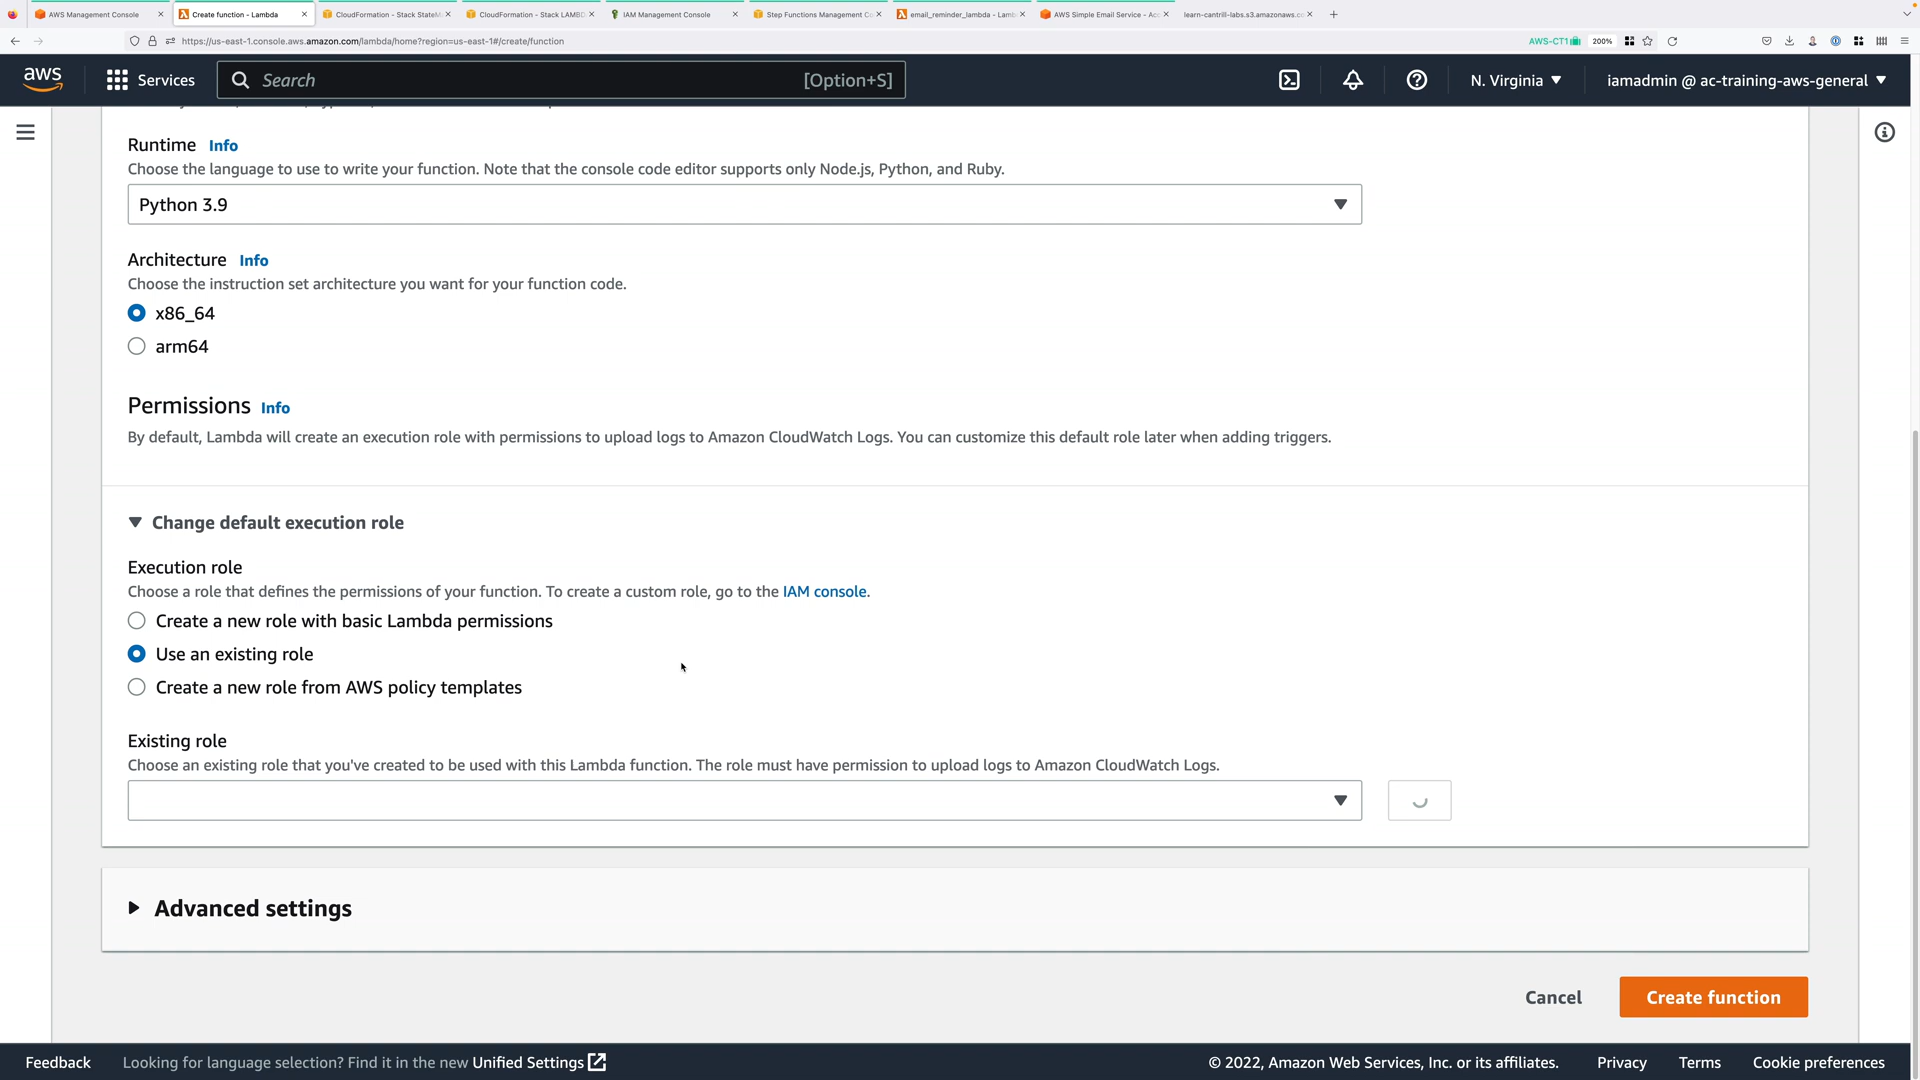 AWS Management Console
Create function - Lambda
CloudFormation - Stack StateM
CloudFormation - Stack LAMBD
IAM Management Console
Step Functions Management Co
email_reminder_lambda - Lamb
AWS Simple Email Service - Acc
learn-cantrill-labs.s3.amazonaws.co
https://us-east-1.console.aws.amazon.com/lambda/home?region=us-east-1#/create/function
AWS-CT1
200%
aws
Services
Search
[Option+S]
N. Virginia
iamadmin @ ac-training-aws-general
Runtime Info
Choose the language to use to write your function. Note that the console code editor supports only Node.js, Python, and Ruby.
Python 3.9
Architecture Info
Choose the instruction set architecture you want for your function code.
x86_64
arm64
Permissions Info
By default, Lambda will create an execution role with permissions to upload logs to Amazon CloudWatch Logs. You can customize this default role later when adding triggers.
Change default execution role
Execution role
Choose a role that defines the permissions of your function. To create a custom role, go to the IAM console.
Create a new role with basic Lambda permissions
Use an existing role
Create a new role from AWS policy templates
Existing role
Choose an existing role that you've created to be used with this Lambda function. The role must have permission to upload logs to Amazon CloudWatch Logs.
Advanced settings
Cancel
Create function
Feedback
Looking for language selection? Find it in the new Unified Settings
© 2022, Amazon Web Services, Inc. or its affiliates.
Privacy
Terms
Cookie preferences